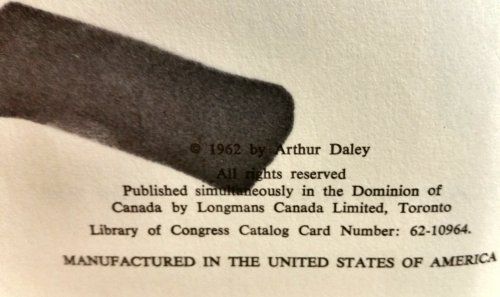 © 1962 by Arthur Daley
All rights reserved
Published simultaneously in the Dominion of
Canada by Longmans Canada Limited, Toronto
Library of Congress Catalog Card Number: 62-10964.
MANUFACTURED IN THE UNITED STATES OF AMERICA